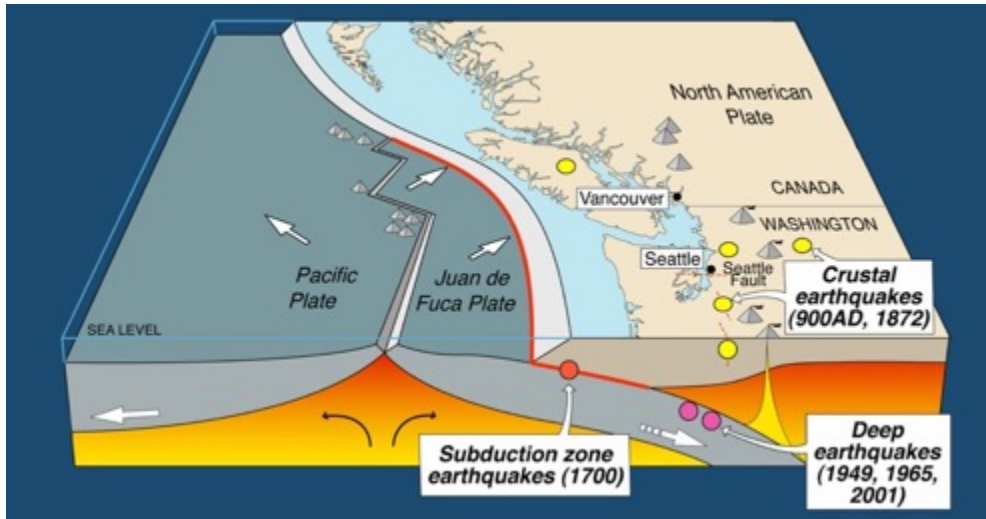 North American
Plate
CANADA
Vancouver
WASHINGTON
Seattle
Seattle
Fault
Pacific
Plate
Juan de
Fuca Plate
SEA LEVEL
Crustal
earthquakes
(900AD, 1872)
Subduction zone
earthquakes (1700)
Deep
earthquakes
(1949, 1965,
2001)